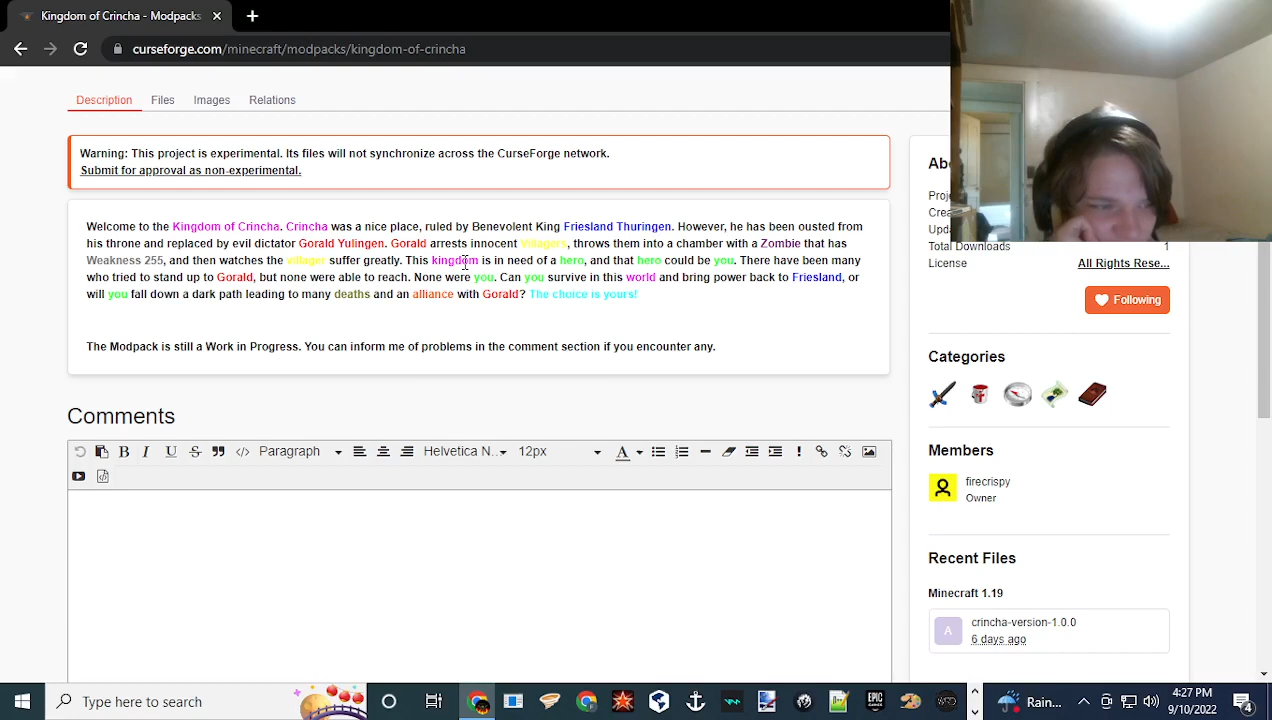 Kingdom of Crincha - Modpacks
curseforge.com/minecraft/modpacks/kingdom-of-crincha
Description Files Images Relations
Warning: This project is experimental. Its files will not synchronize across the CurseForge network.
Submit for approval as non-experimental.
Welcome to the Kingdom of Crincha. Crincha was a nice place, ruled by Benevolent King Friesland Thuringen. However, he has been ousted from
his throne and replaced by evil dictator Gorald Yulingen. Gorald arrests innocent Villagers, throws them into a chamber with a Zombie that has
Weakness 255, and then watches the villager suffer greatly. This kingdom is in need of a hero, and that hero could be you. There have been many
who tried to stand up to Gorald, but none were able to reach. None were you. Can you survive in this world and bring power back to Friesland, or
will you fall down a dark path leading to many deaths and an alliance with Gorald? The choice is yours!
The Modpack is still a Work in Progress. You can inform me of problems in the comment section if you encounter any.
Comments
Paragraph Helvetica N... 12px A
Total Downloads 1
License All Rights Rese...
Following
Categories
Members
firecrispy
Owner
Recent Files
Minecraft 1.19
A crincha-version-1.0.0
6 days ago
Type here to search
EPIC
GAMES
Rain...
4:27 PM
9/10/2022
4